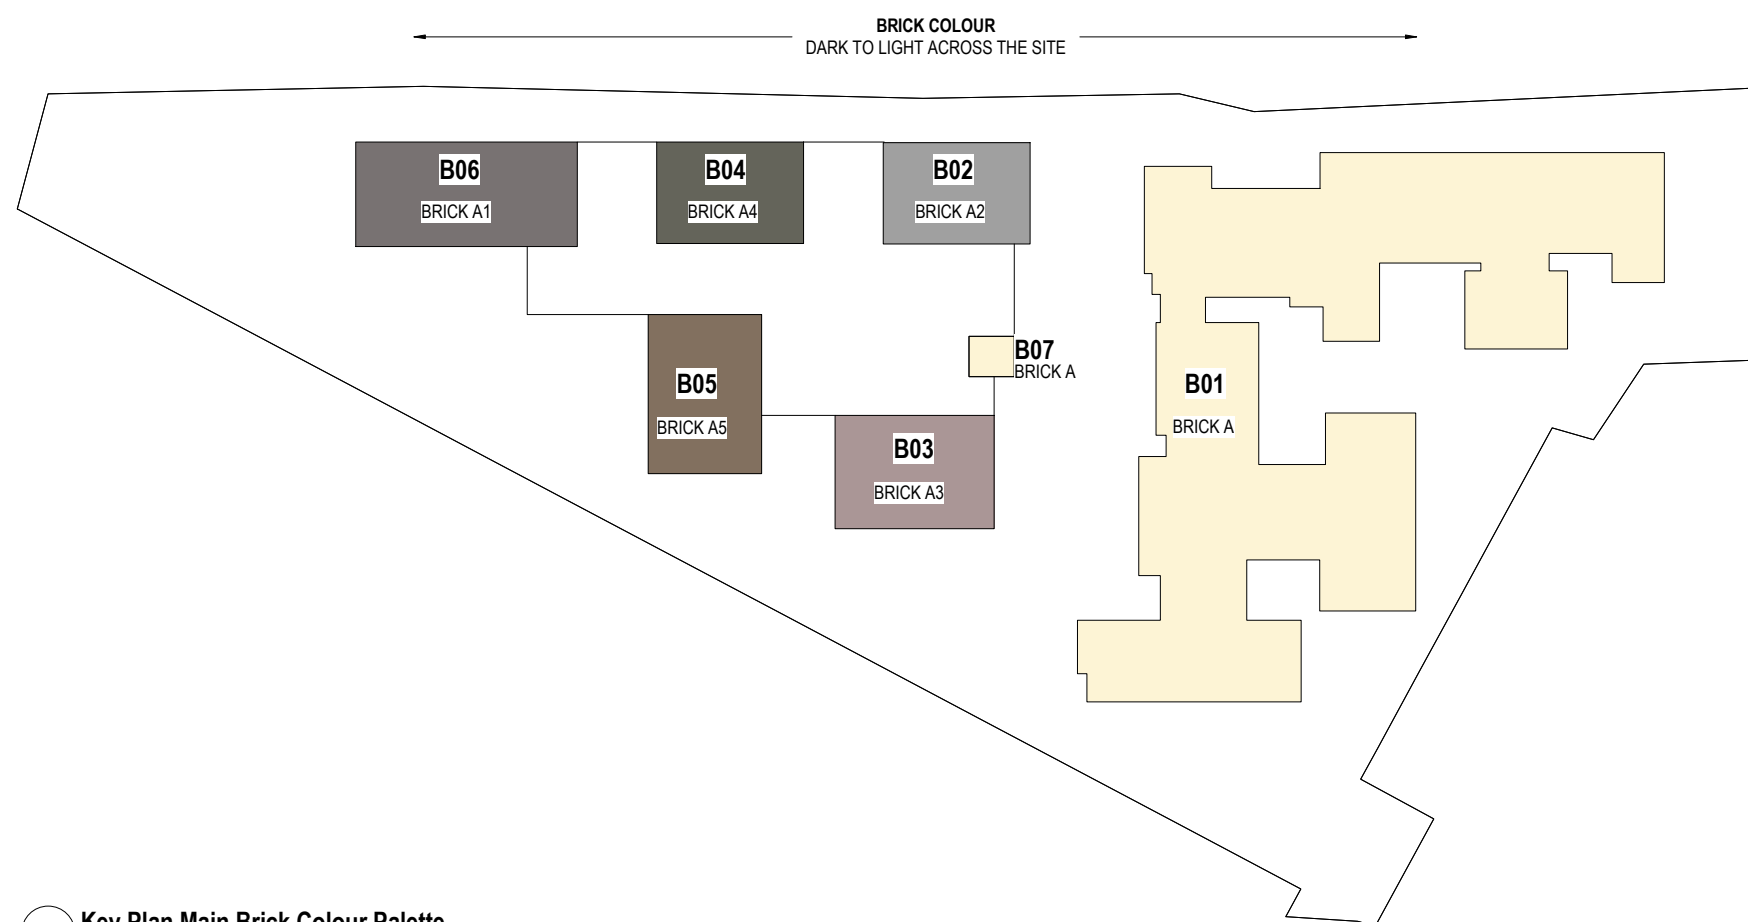 BRICK COLOUR
DARK TO LIGHT ACROSS THE SITE
B06
BRICK A1
B04
BRICK A4
B02
BRICK A2
B07
BRICK A
B05
BRICK A5
B01
BRICK A
B03
BRICK A3
Key Plan Main Brick Colour Palette